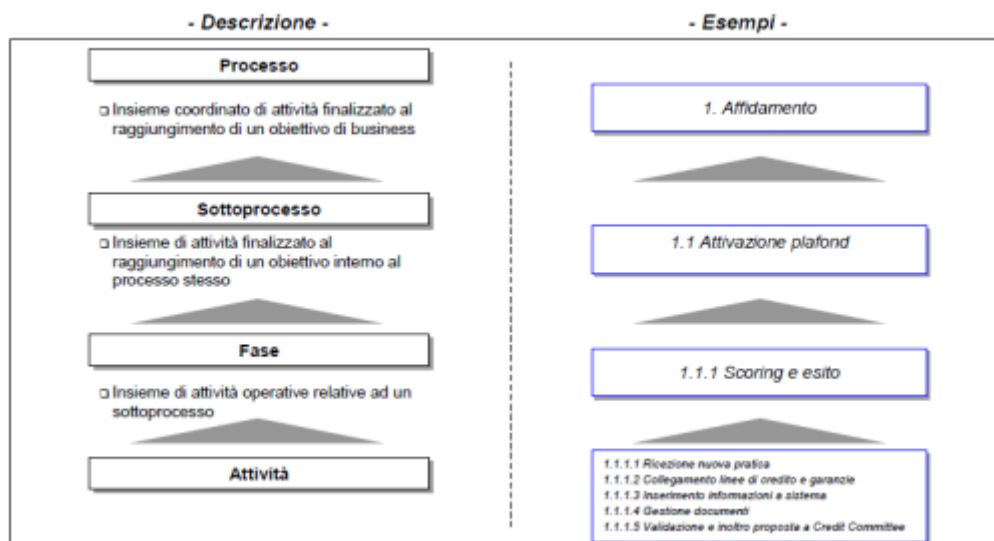 - Descrizione -
Processo
❑ Insieme coordinato di attività finalizzato al
raggiungimento di un obiettivo di business
Sottoprocesso
❑ Insieme di attività finalizzato al
raggiungimento di un obiettivo interno al
processo stesso
Fase
❑ Insieme di attività operative relative ad un
sottoprocesso
Attività
- Esempi -
1. Affidamento
1.1 Attivazione plafond
1.1.1 Scoring e esito
1.1.1.1 Ricezione nuova pratica
1.1.1.2 Collegamento linee di credito e garanzie
1.1.1.3 Inserimento informazioni a sistema
1.1.1.4 Gestione documenti
1.1.1.5 Validazione e inoltro proposta a Credit Committee